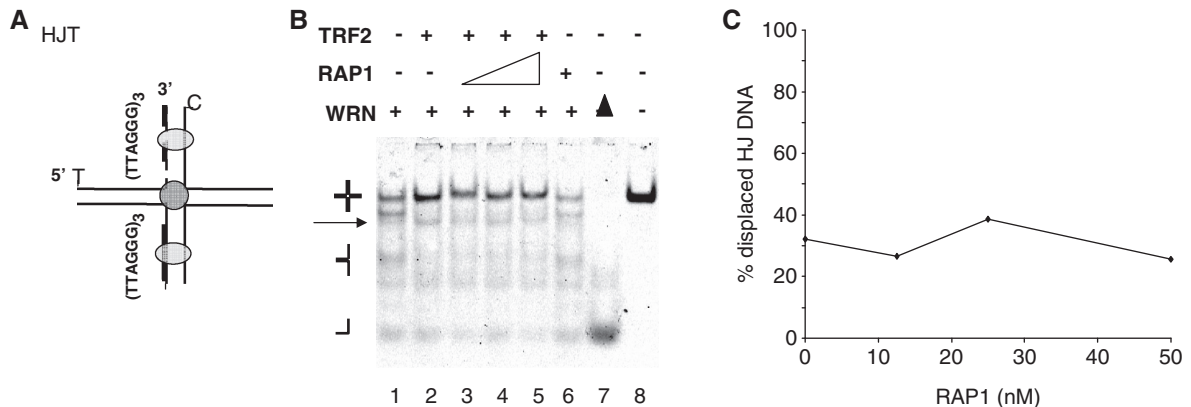 A
HJT
(TTAGGG)3
3'
C
5' T
(TTAGGG)3
B
TRF2 - + + + + - - -
RAP1 - - + - -
WRN + + + + + + -
1 2 3 4 5 6 7 8
C
% displaced HJ DNA
100
80
60
40
20
0
0 10 20 30 40 50
RAP1 (nM)